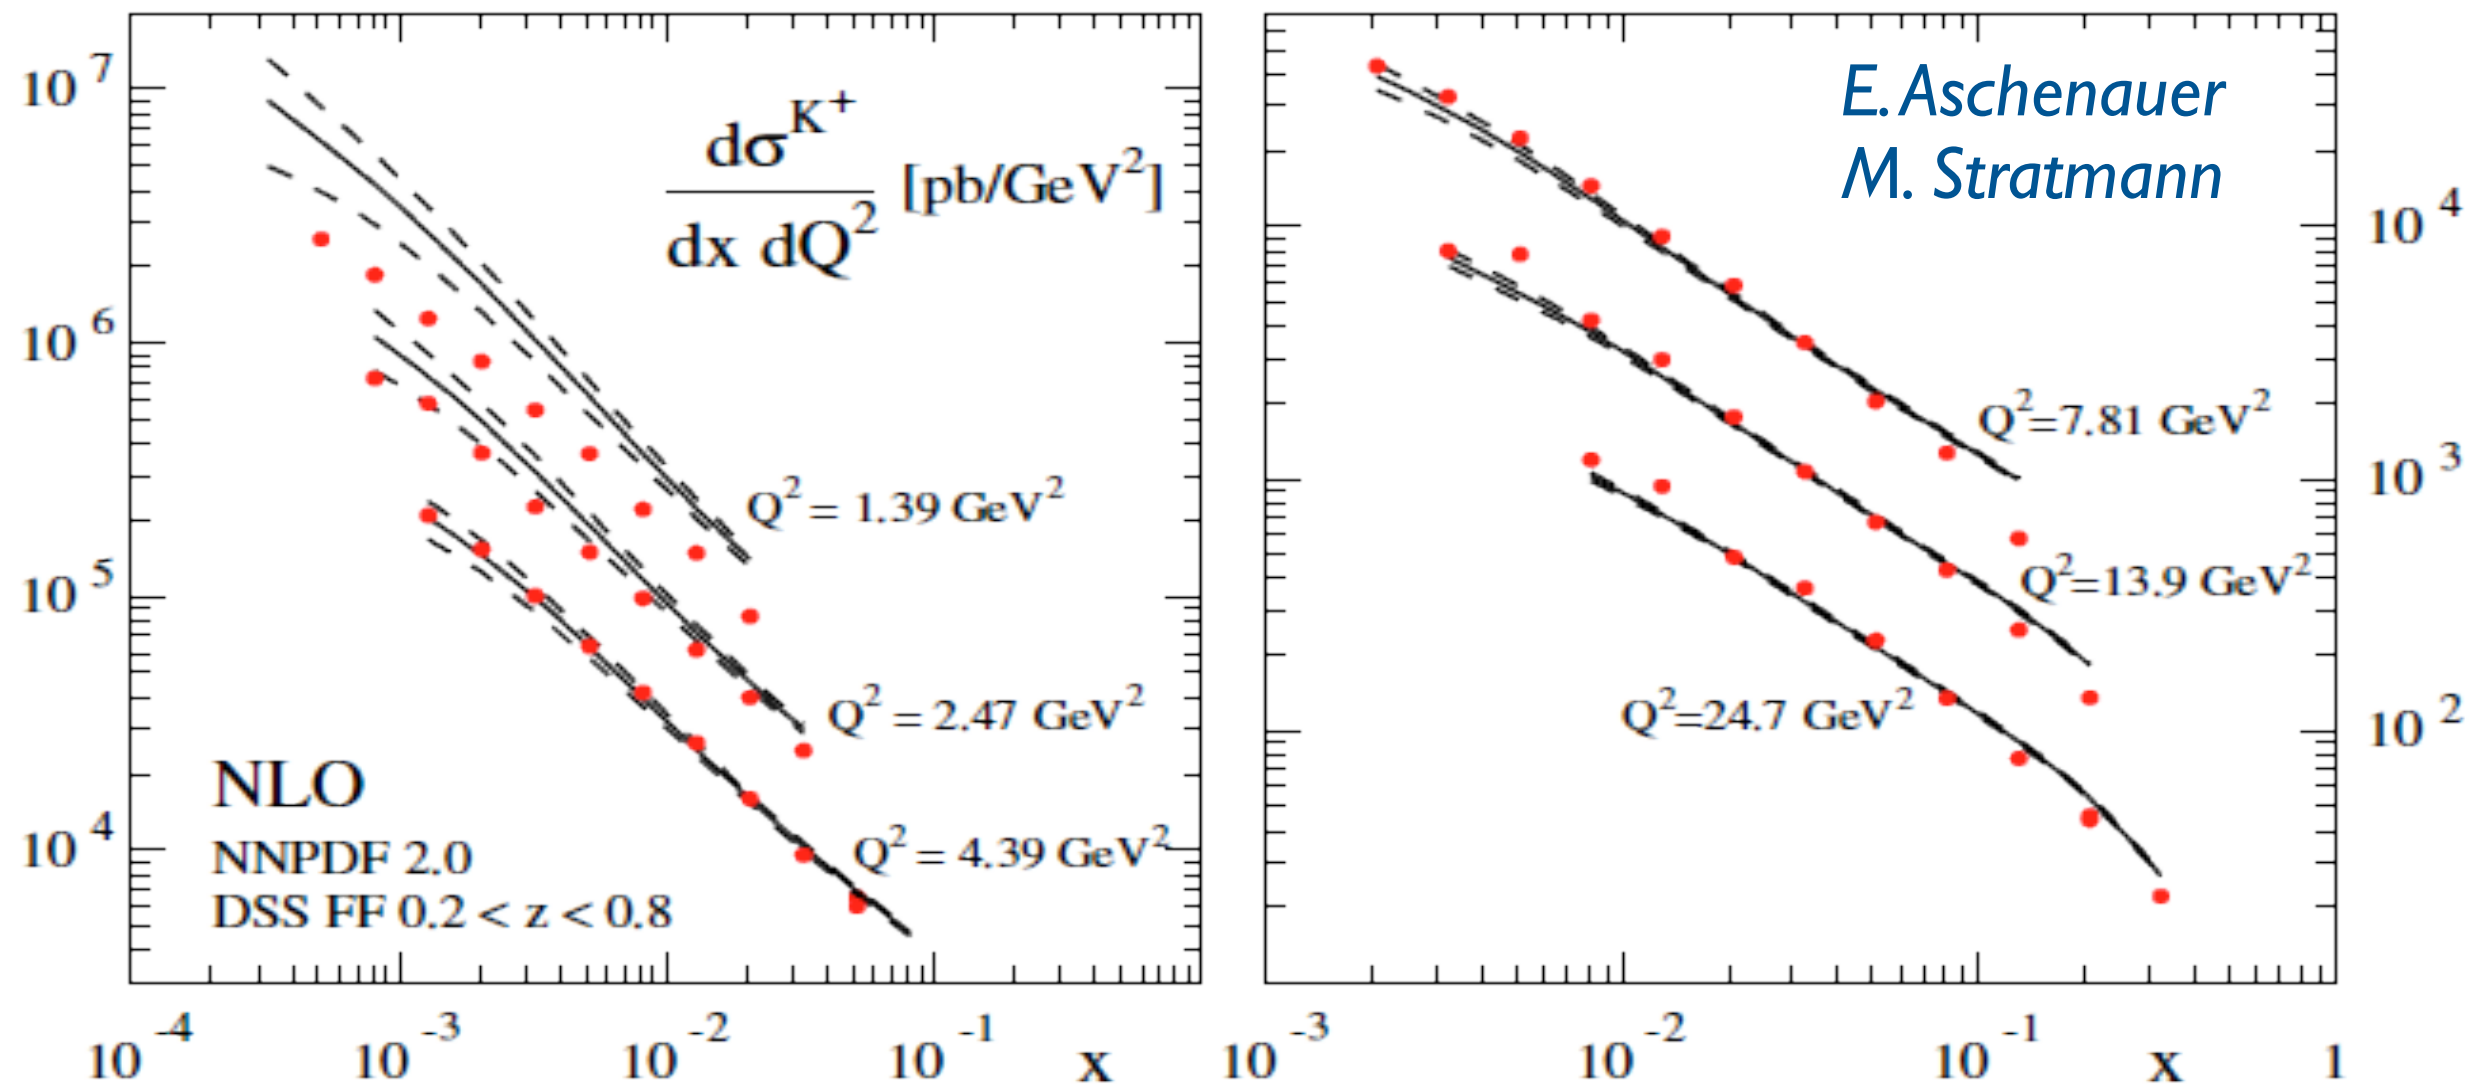 10^7
10^6
10^5
10^4
dσ^{K^+}
dx dQ^2
[pb/GeV^2]
Q^2 = 1.39 GeV^2
Q^2 = 2.47 GeV^2
Q^2 = 4.39 GeV^2
NLO
NNPDF 2.0
DSS FF 0.2 < z < 0.8
10^-4 10^-3 10^-2 10^-1 x
E. Aschenauer
M. Stratmann
Q^2=7.81 GeV^2
Q^2=13.9 GeV^2
Q^2=24.7 GeV^2
10^4
10^3
10^2
10^-3 10^-2 10^-1 x 1